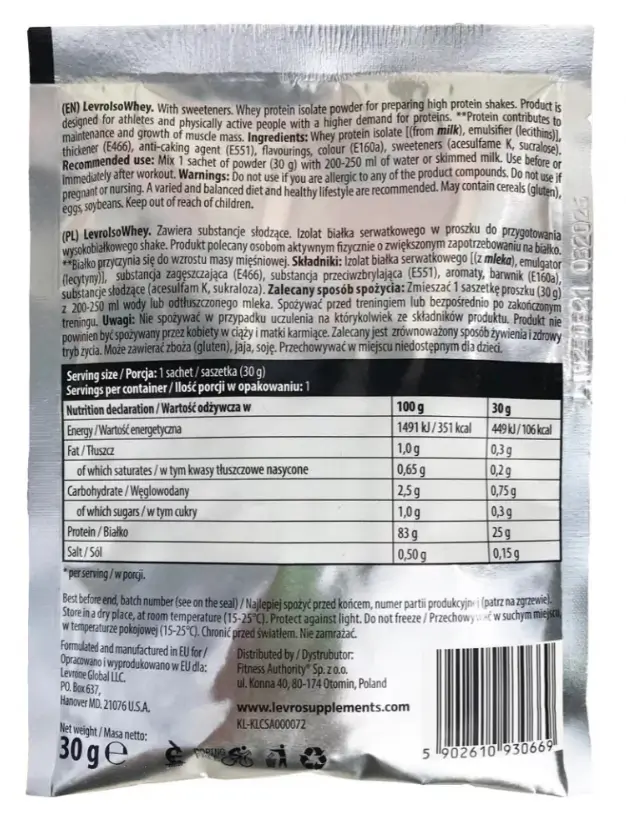 (EN) LevroIsoWhey. With sweeteners. Whey protein isolate powder for preparing high protein shakes. Product is
designed for athletes and physically active people with a higher demand for proteins. **Protein contributes to
maintenance and growth of muscle mass. Ingredients: Whey protein isolate [(from milk), emulsifier (lecithins)],
thickener (E466), anti-caking agent (E551), flavourings, colour (E160a), sweeteners (acesulfame K, sucralose).
Recommended use: Mix 1 sachet of powder (30 g) with 200-250 ml of water or skimmed milk. Use before or
immediately after workout. Warnings: Do not use if you are allergic to any of the product compounds. Do not use if
pregnant or nursing. A varied and balanced diet and healthy lifestyle are recommended. May contain cereals (gluten),
eggs, soybeans. Keep out of reach of children.
(PL) LevroIsoWhey. Zawiera substancje słodzące. Izolat białka serwatkowego w proszku do przygotowania
wysokobiałkowego shake. Produkt polecany osobom aktywnym fizycznie o zwiększonym zapotrzebowaniu na białko.
**Białko przyczynia się do wzrostu masy mięśniowej. Składniki: Izolat białka serwatkowego [(z mleka), emulgator
(lecytyny)], substancja zagęszczająca (E466), substancja przeciwzbrylająca (E551), aromaty, barwnik (E160a),
substancje słodzące (acesulfam K, sukraloza). Zalecany sposób spożycia: Zmieszać 1 saszetkę proszku (30 g)
z 200-250 ml wody lub odtłuszczonego mleka. Spożywać przed treningiem lub bezpośrednio po zakończonym
treningu. Uwagi: Nie spożywać w przypadku uczulenia na którykolwiek ze składników produktu. Produkt nie
powinien być spożywany przez kobiety w ciąży i matki karmiące. Zalecany jest zrównoważony sposób żywienia i zdrowy
tryb życia. Może zawierać zboża (gluten), jaja, soję. Przechowywać w miejscu niedostępnym dla dzieci.
Serving size / Porcja: 1 sachet / saszetka (30 g)
Servings per container / Ilość porcji w opakowaniu: 1
Nutrition declaration / Wartość odżywcza w 100 g 30 g
Energy / Wartość energetyczna 1491 kJ / 351 kcal 449 kJ / 106 kcal
Fat / Tłuszcz 1,0 g 0,3 g
of which saturates / w tym kwasy tłuszczowe nasycone 0,65 g 0,2 g
Carbohydrate / Węglowodany 2,5 g 0,75 g
of which sugars / w tym cukry 1,0 g 0,3 g
Protein / Białko 83 g 25 g
Salt / Sól 0,50 g 0,15 g
* per serving / w porcji.
Best before end, batch number (see on the seal) / Najlepiej spożyć przed końcem, numer partii produkcyjnej (patrz na zgrzewie).
Store in a dry place, at room temperature (15-25°C). Protect against light. Do not freeze / Przechowywać w suchym miejscu,
w temperaturze pokojowej (15-25°C). Chronić przed światłem. Nie zamrażać.
Formulated and manufactured in EU for /
Opracowano i wyprodukowano w EU dla:
Levrone Global LLC.
P.O. Box 637,
Hanover MD. 21076 U.S.A.
Distributed by / Dystrybutor:
Fitness Authority® Sp. z o.o.
ul. Konna 40, 80-174 Otomin, Poland
www.levrosupplements.com
KL-KLCSA000072
Net weight / Masa netto:
30 g e
5 902610 930669